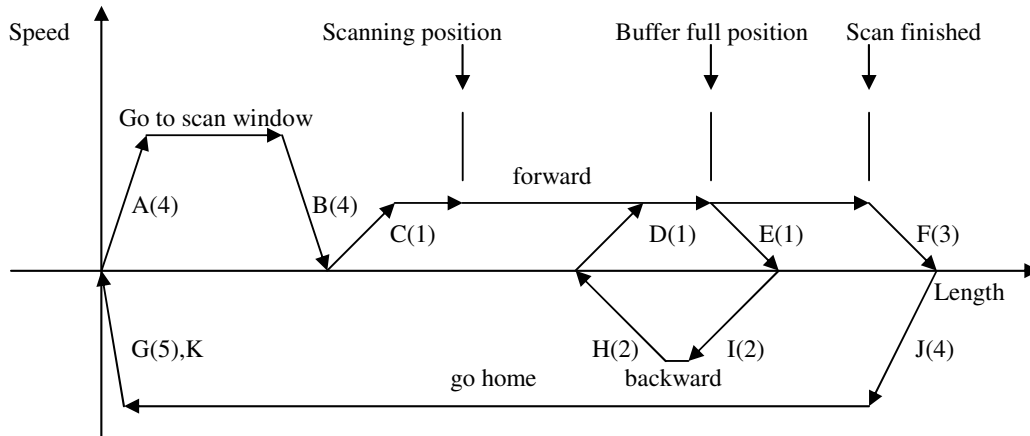 Speed
Scanning position
Buffer full position
Scan finished
Go to scan window
forward
A(4)
B(4)
C(1)
D(1)
E(1)
F(3)
Length
G(5),K
H(2)
I(2)
J(4)
go home
backward